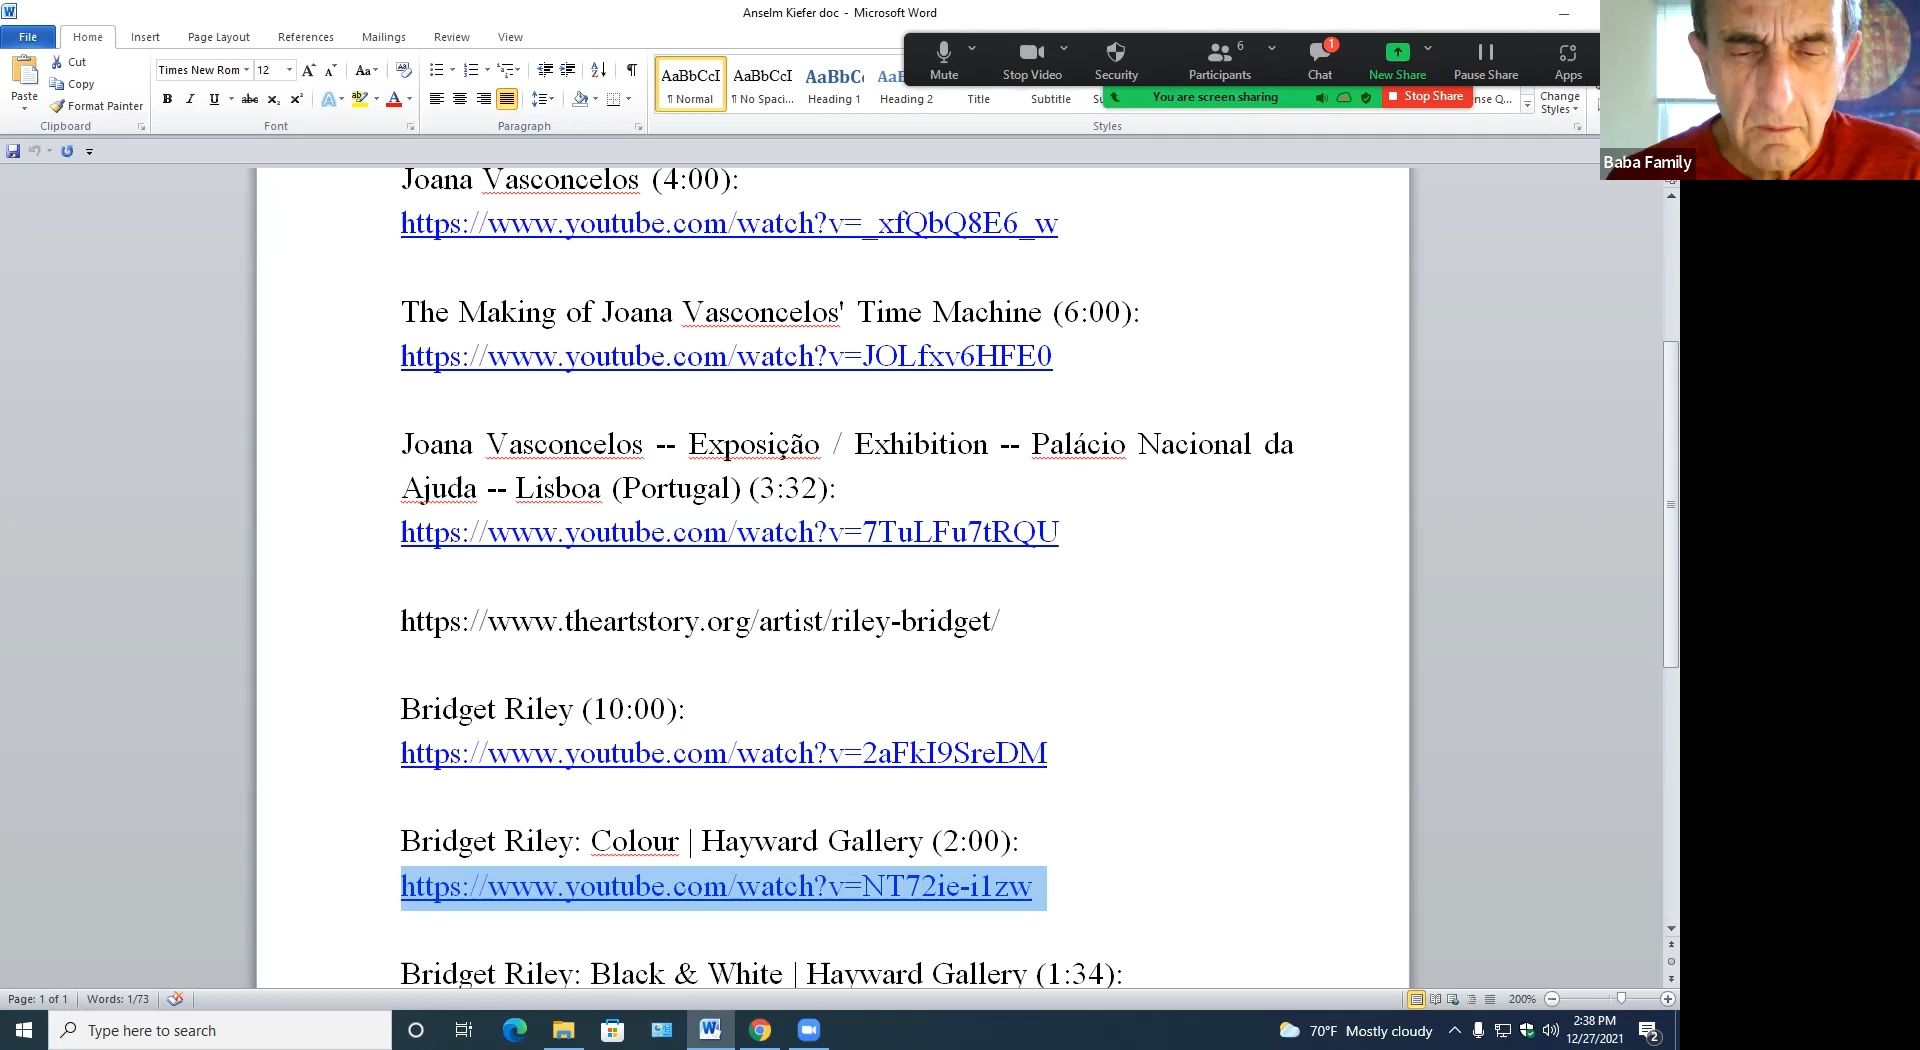 Anselm Kiefer doc - Microsoft Word
File Home Insert Page Layout References Mailings Review View
Mute Stop Video Security Participants 6 Chat 1 New Share Pause Share Apps
You are screen sharing Stop Share
Paste Cut Copy Format Painter
Times New Rom 12
AaBbCcI AaBbCcI AaBbC
Normal No Spaci... Heading 1 Heading 2 Title Subtitle
Change Styles
Clipboard Font Paragraph Styles
Baba Family
Joana Vasconcelos (4:00):
https://www.youtube.com/watch?v=_xfQbQ8E6_w
The Making of Joana Vasconcelos' Time Machine (6:00):
https://www.youtube.com/watch?v=JOLfxv6HFE0
Joana Vasconcelos -- Exposição / Exhibition -- Palácio Nacional da
Ajuda -- Lisboa (Portugal) (3:32):
https://www.youtube.com/watch?v=7TuLFu7tRQU
https://www.theartstory.org/artist/riley-bridget/
Bridget Riley (10:00):
https://www.youtube.com/watch?v=2aFkI9SreDM
Bridget Riley: Colour | Hayward Gallery (2:00):
https://www.youtube.com/watch?v=NT72ie-i1zw
Bridget Riley: Black & White | Hayward Gallery (1:34):
Page: 1 of 1 Words: 1/73 200%
Type here to search
70°F Mostly cloudy
2:38 PM
12/27/2021
2